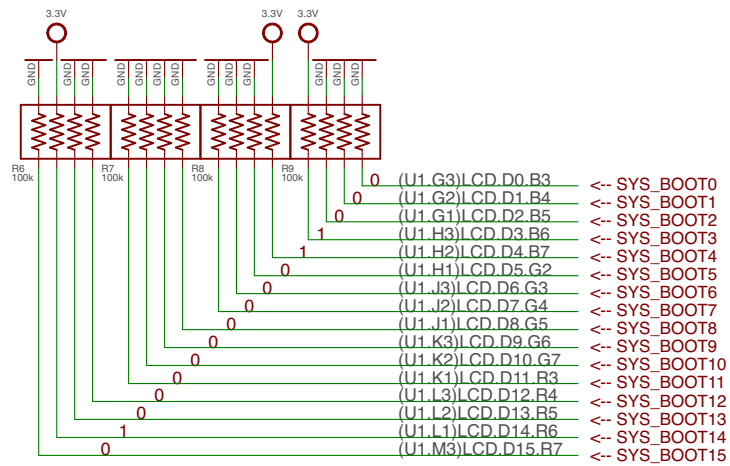 3.3V 3.3V 3.3V
GND GND GND GND GND GND GND GND GND GND GND GND GND
R6 100k R7 100k R8 100k R9 100k
0 (U1.G3)LCD.D0.B3 <-- SYS_BOOT0
0 (U1.G2)LCD.D1.B4 <-- SYS_BOOT1
0 (U1.G1)LCD.D2.B5 <-- SYS_BOOT2
1 (U1.H3)LCD.D3.B6 <-- SYS_BOOT3
1 (U1.H2)LCD.D4.B7 <-- SYS_BOOT4
0 (U1.H1)LCD.D5.G2 <-- SYS_BOOT5
0 (U1.J3)LCD.D6.G3 <-- SYS_BOOT6
0 (U1.J2)LCD.D7.G4 <-- SYS_BOOT7
0 (U1.J1)LCD.D8.G5 <-- SYS_BOOT8
0 (U1.K3)LCD.D9.G6 <-- SYS_BOOT9
0 (U1.K2)LCD.D10.G7 <-- SYS_BOOT10
0 (U1.K1)LCD.D11.R3 <-- SYS_BOOT11
0 (U1.L3)LCD.D12.R4 <-- SYS_BOOT12
0 (U1.L2)LCD.D13.R5 <-- SYS_BOOT13
1 (U1.L1)LCD.D14.R6 <-- SYS_BOOT14
0 (U1.M3)LCD.D15.R7 <-- SYS_BOOT15